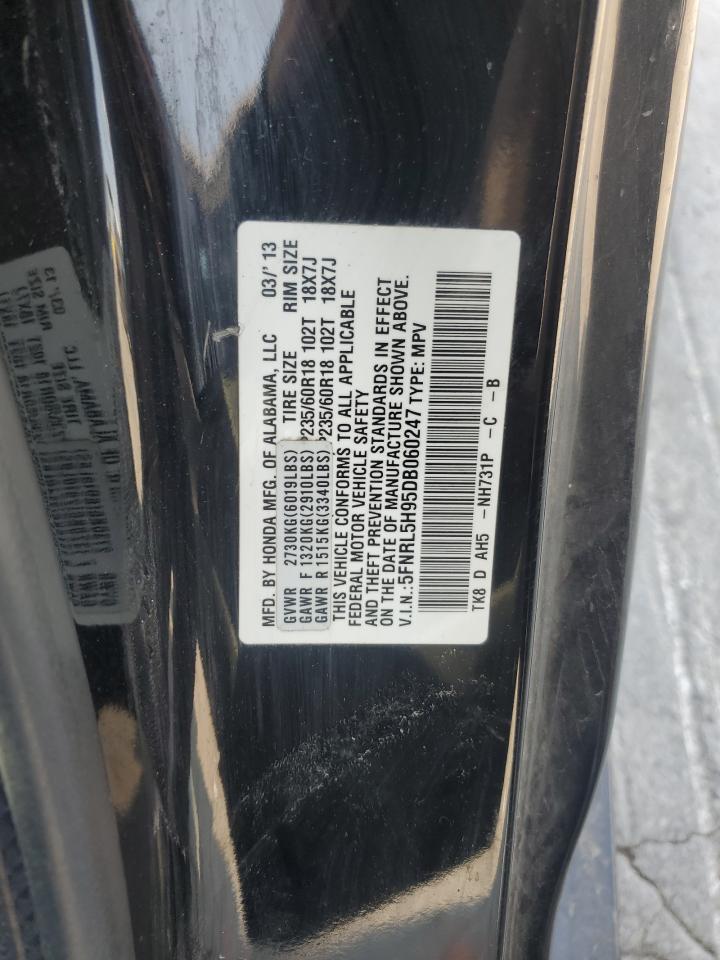 MFD. BY HONDA MFG. OF ALABAMA, LLC 03/'13
GVWR 2730KG(6019LBS) TIRE SIZE RIM SIZE
GAWR F 1320KG(2910LBS) P235/60R18 102T 18X7J
GAWR R 1515KG(3340LBS) P235/60R18 102T 18X7J
THIS VEHICLE CONFORMS TO ALL APPLICABLE
FEDERAL MOTOR VEHICLE SAFETY
AND THEFT PREVENTION STANDARDS IN EFFECT
ON THE DATE OF MANUFACTURE SHOWN ABOVE.
V.I.N.:5FNRL5H95DB060247 TYPE: MPV
TK8 D AH5 -NH731P -C -B